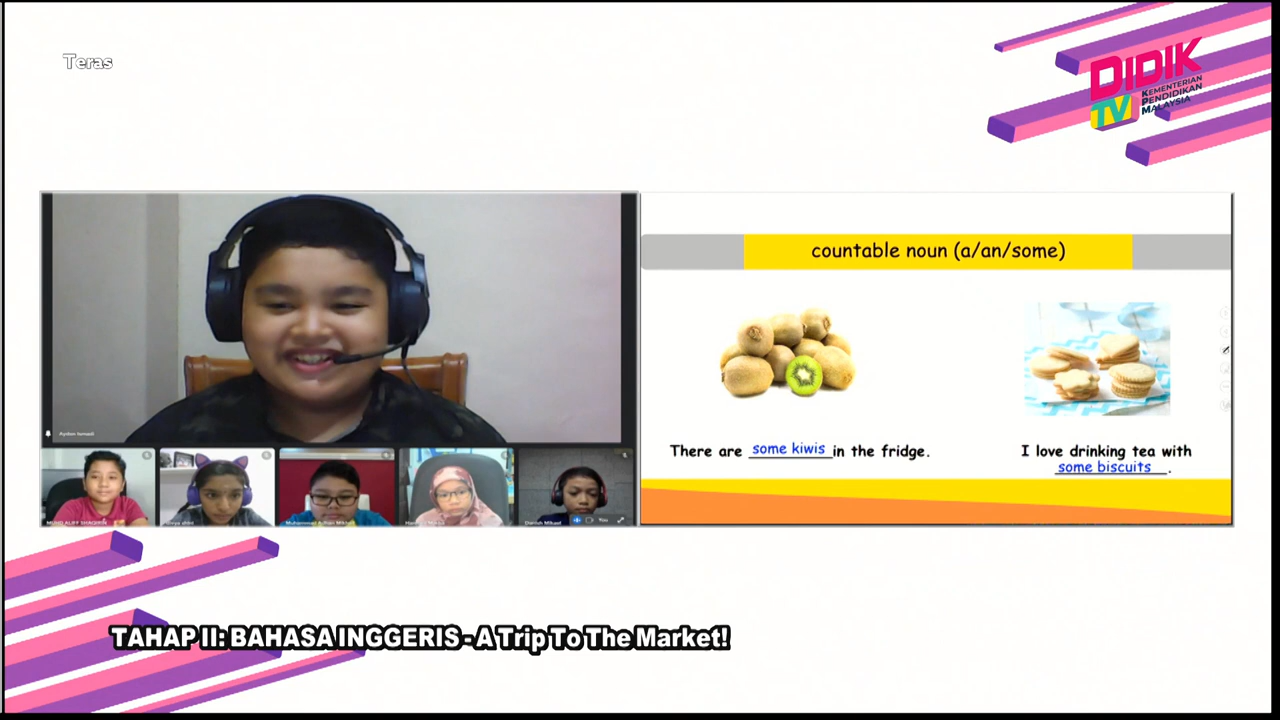 Teras
DIDIK
TV
KEMENTERIAN
PENDIDIKAN
MALAYSIA
countable noun (a/an/some)
There are some kiwis in the fridge.
I love drinking tea with
some biscuits.
You
TAHAP II: BAHASA INGGERIS - A Trip To The Market!